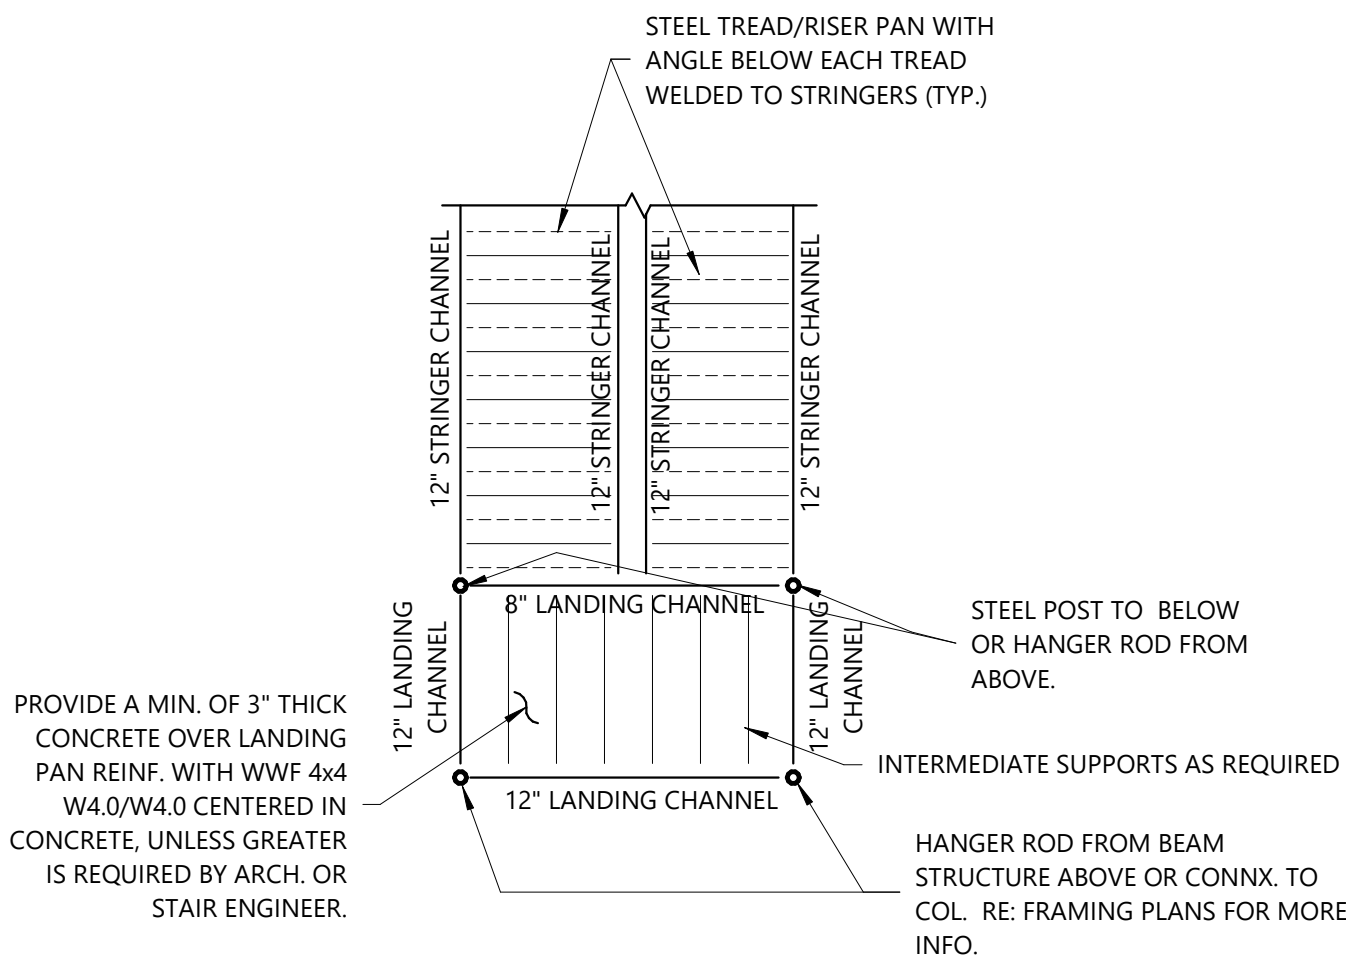 STEEL TREAD/RISER PAN WITH
ANGLE BELOW EACH TREAD
WELDED TO STRINGERS (TYP.)
12" STRINGER CHANNEL
12" STRINGER CHANNEL
12" STRINGER CHANNEL
12" STRINGER CHANNEL
8" LANDING CHANNEL
12" LANDING
CHANNEL
12" LANDING
CHANNEL
STEEL POST TO BELOW
OR HANGER ROD FROM
ABOVE.
PROVIDE A MIN. OF 3" THICK
CONCRETE OVER LANDING
PAN REINF. WITH WWF 4x4
W4.0/W4.0 CENTERED IN
CONCRETE, UNLESS GREATER
IS REQUIRED BY ARCH. OR
STAIR ENGINEER.
INTERMEDIATE SUPPORTS AS REQUIRED
12" LANDING CHANNEL
HANGER ROD FROM BEAM
STRUCTURE ABOVE OR CONNX. TO
COL. RE: FRAMING PLANS FOR MORE
INFO.